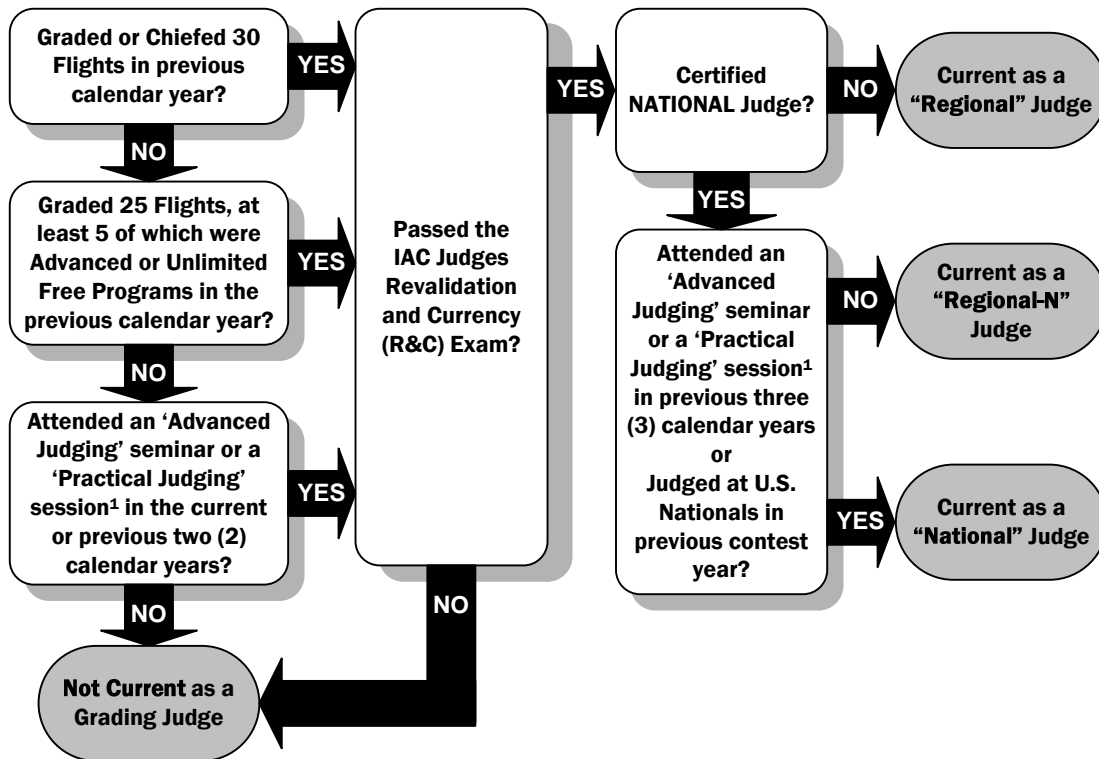 Graded or Chiefed 30
Flights in previous
calendar year?
YES
NO
Graded 25 Flights, at
least 5 of which were
Advanced or Unlimited
Free Programs in the
previous calendar year?
YES
NO
Attended an ‘Advanced
Judging’ seminar or a
‘Practical Judging’
session¹ in the current
or previous two (2)
calendar years?
YES
NO
Not Current as a
Grading Judge
Passed the
IAC Judges
Revalidation
and Currency
(R&C) Exam?
YES
NO
Certified
NATIONAL Judge?
NO
YES
Current as a
“Regional” Judge
Attended an
‘Advanced
Judging’ seminar
or a ‘Practical
Judging’ session¹
in previous three
(3) calendar years
or
Judged at U.S.
Nationals in
previous contest
year?
NO
YES
Current as a
“Regional-N”
Judge
Current as a
“National” Judge